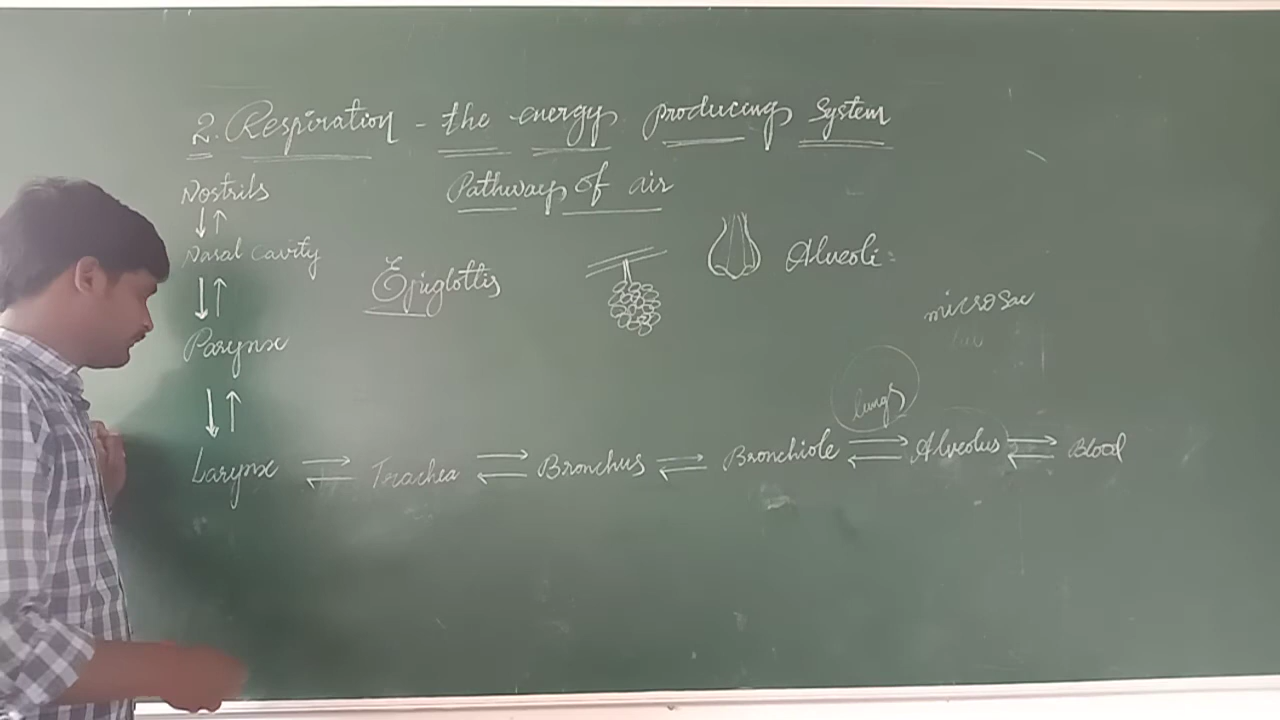 2. Respiration - the energy producing System
Nostrils
Pathway of air
↓↑
Nasal cavity
Epiglottis
Alveoli :
↓↑
microsac
Parynx
↓↑
lungs
Larynx ⇌ Trachea ⇌ Bronchus ⇌ Bronchiole ⇌ Alveolus ⇌ Blood